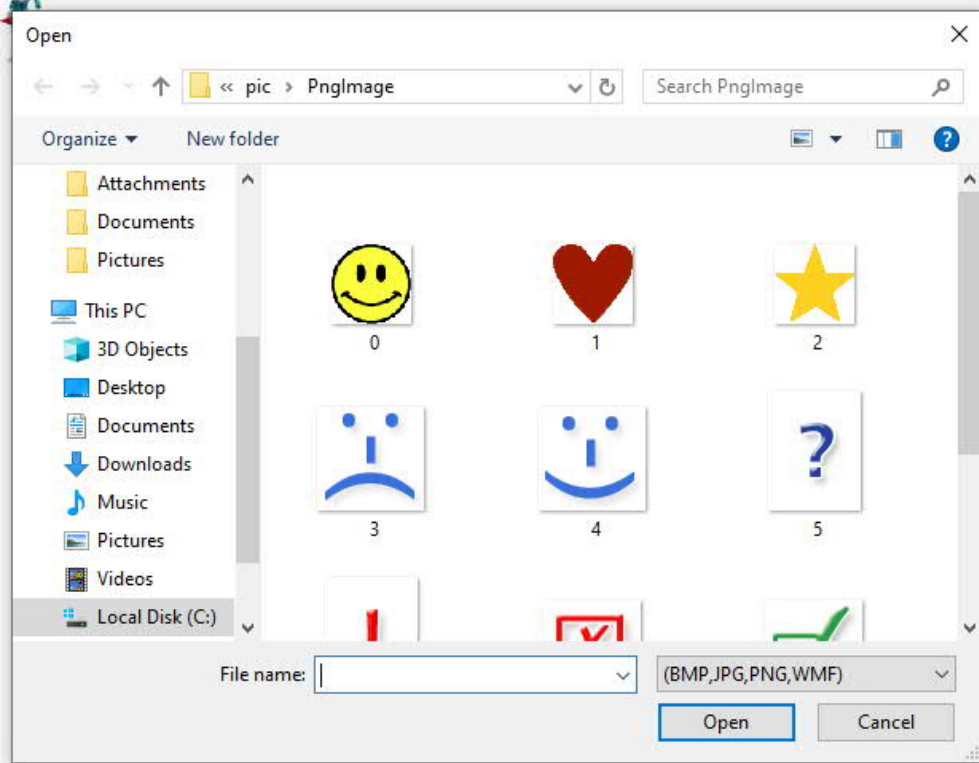 Open
« pic › PngImage
Search PngImage
Organize
New folder
Attachments
Documents
Pictures
This PC
3D Objects
Desktop
Documents
Downloads
Music
Pictures
Videos
Local Disk (C:)
0
1
2
3
4
5
File name:
(BMP,JPG,PNG,WMF)
Open
Cancel